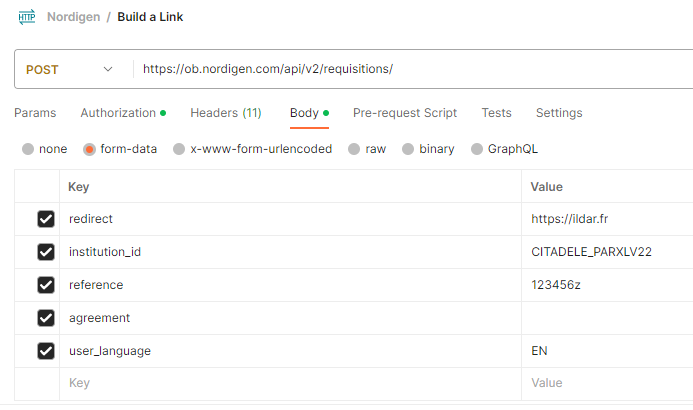 HTTP Nordigen / Build a Link
POST https://ob.nordigen.com/api/v2/requisitions/
Params Authorization Headers (11) Body Pre-request Script Tests Settings
none form-data x-www-form-urlencoded raw binary GraphQL
Key Value
redirect https://ildar.fr
institution_id CITADELE_PARXLV22
reference 123456z
agreement
user_language EN
Key Value